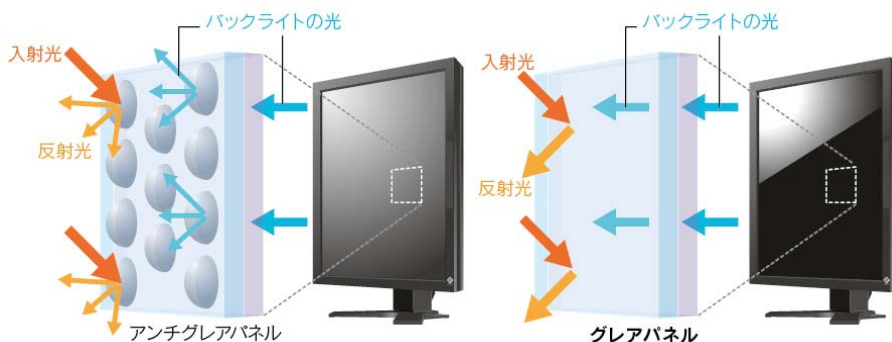 バックライトの光
入射光
反射光
アンチグレアパネル
バックライトの光
入射光
反射光
グレアパネル